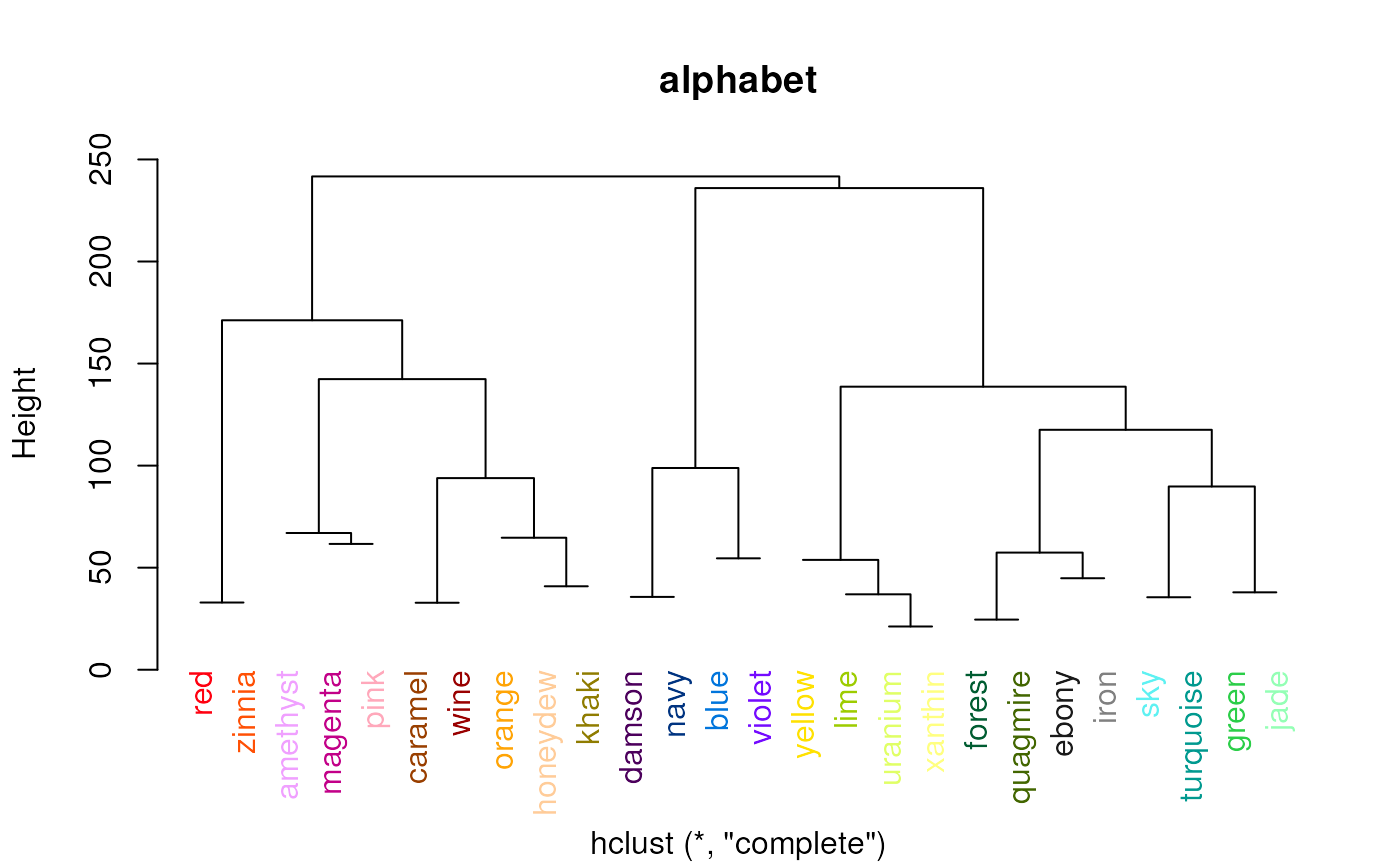 alphabet
Height
250
200
150
100
50
0
red
zinnia
amethyst
magenta
pink
caramel
wine
orange
honeydew
khaki
damson
navy
blue
violet
yellow
lime
uranium
xanthin
forest
quagmire
ebony
iron
sky
turquoise
green
jade
hclust (*, "complete")